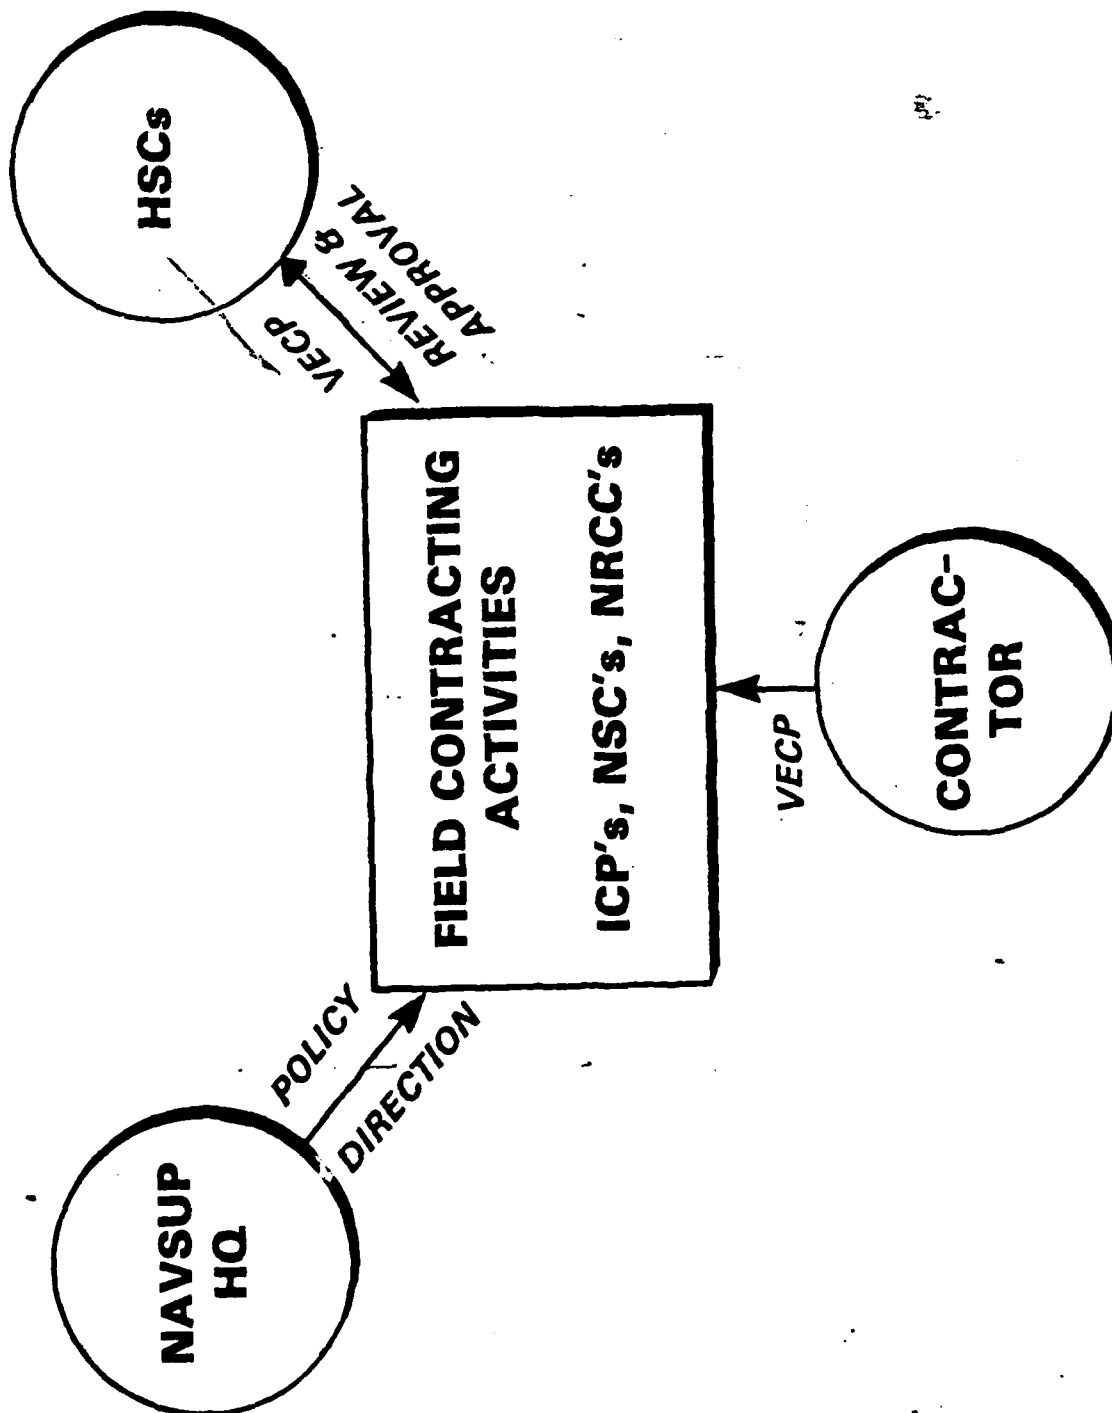 NAVSUP
HQ
POLICY
DIRECTION
HSCs
VECP
REVIEW &
APPROVAL
FIELD CONTRACTING
ACTIVITIES
ICP's, NSC's, NRCC's
VECP
CONTRAC-
TOR